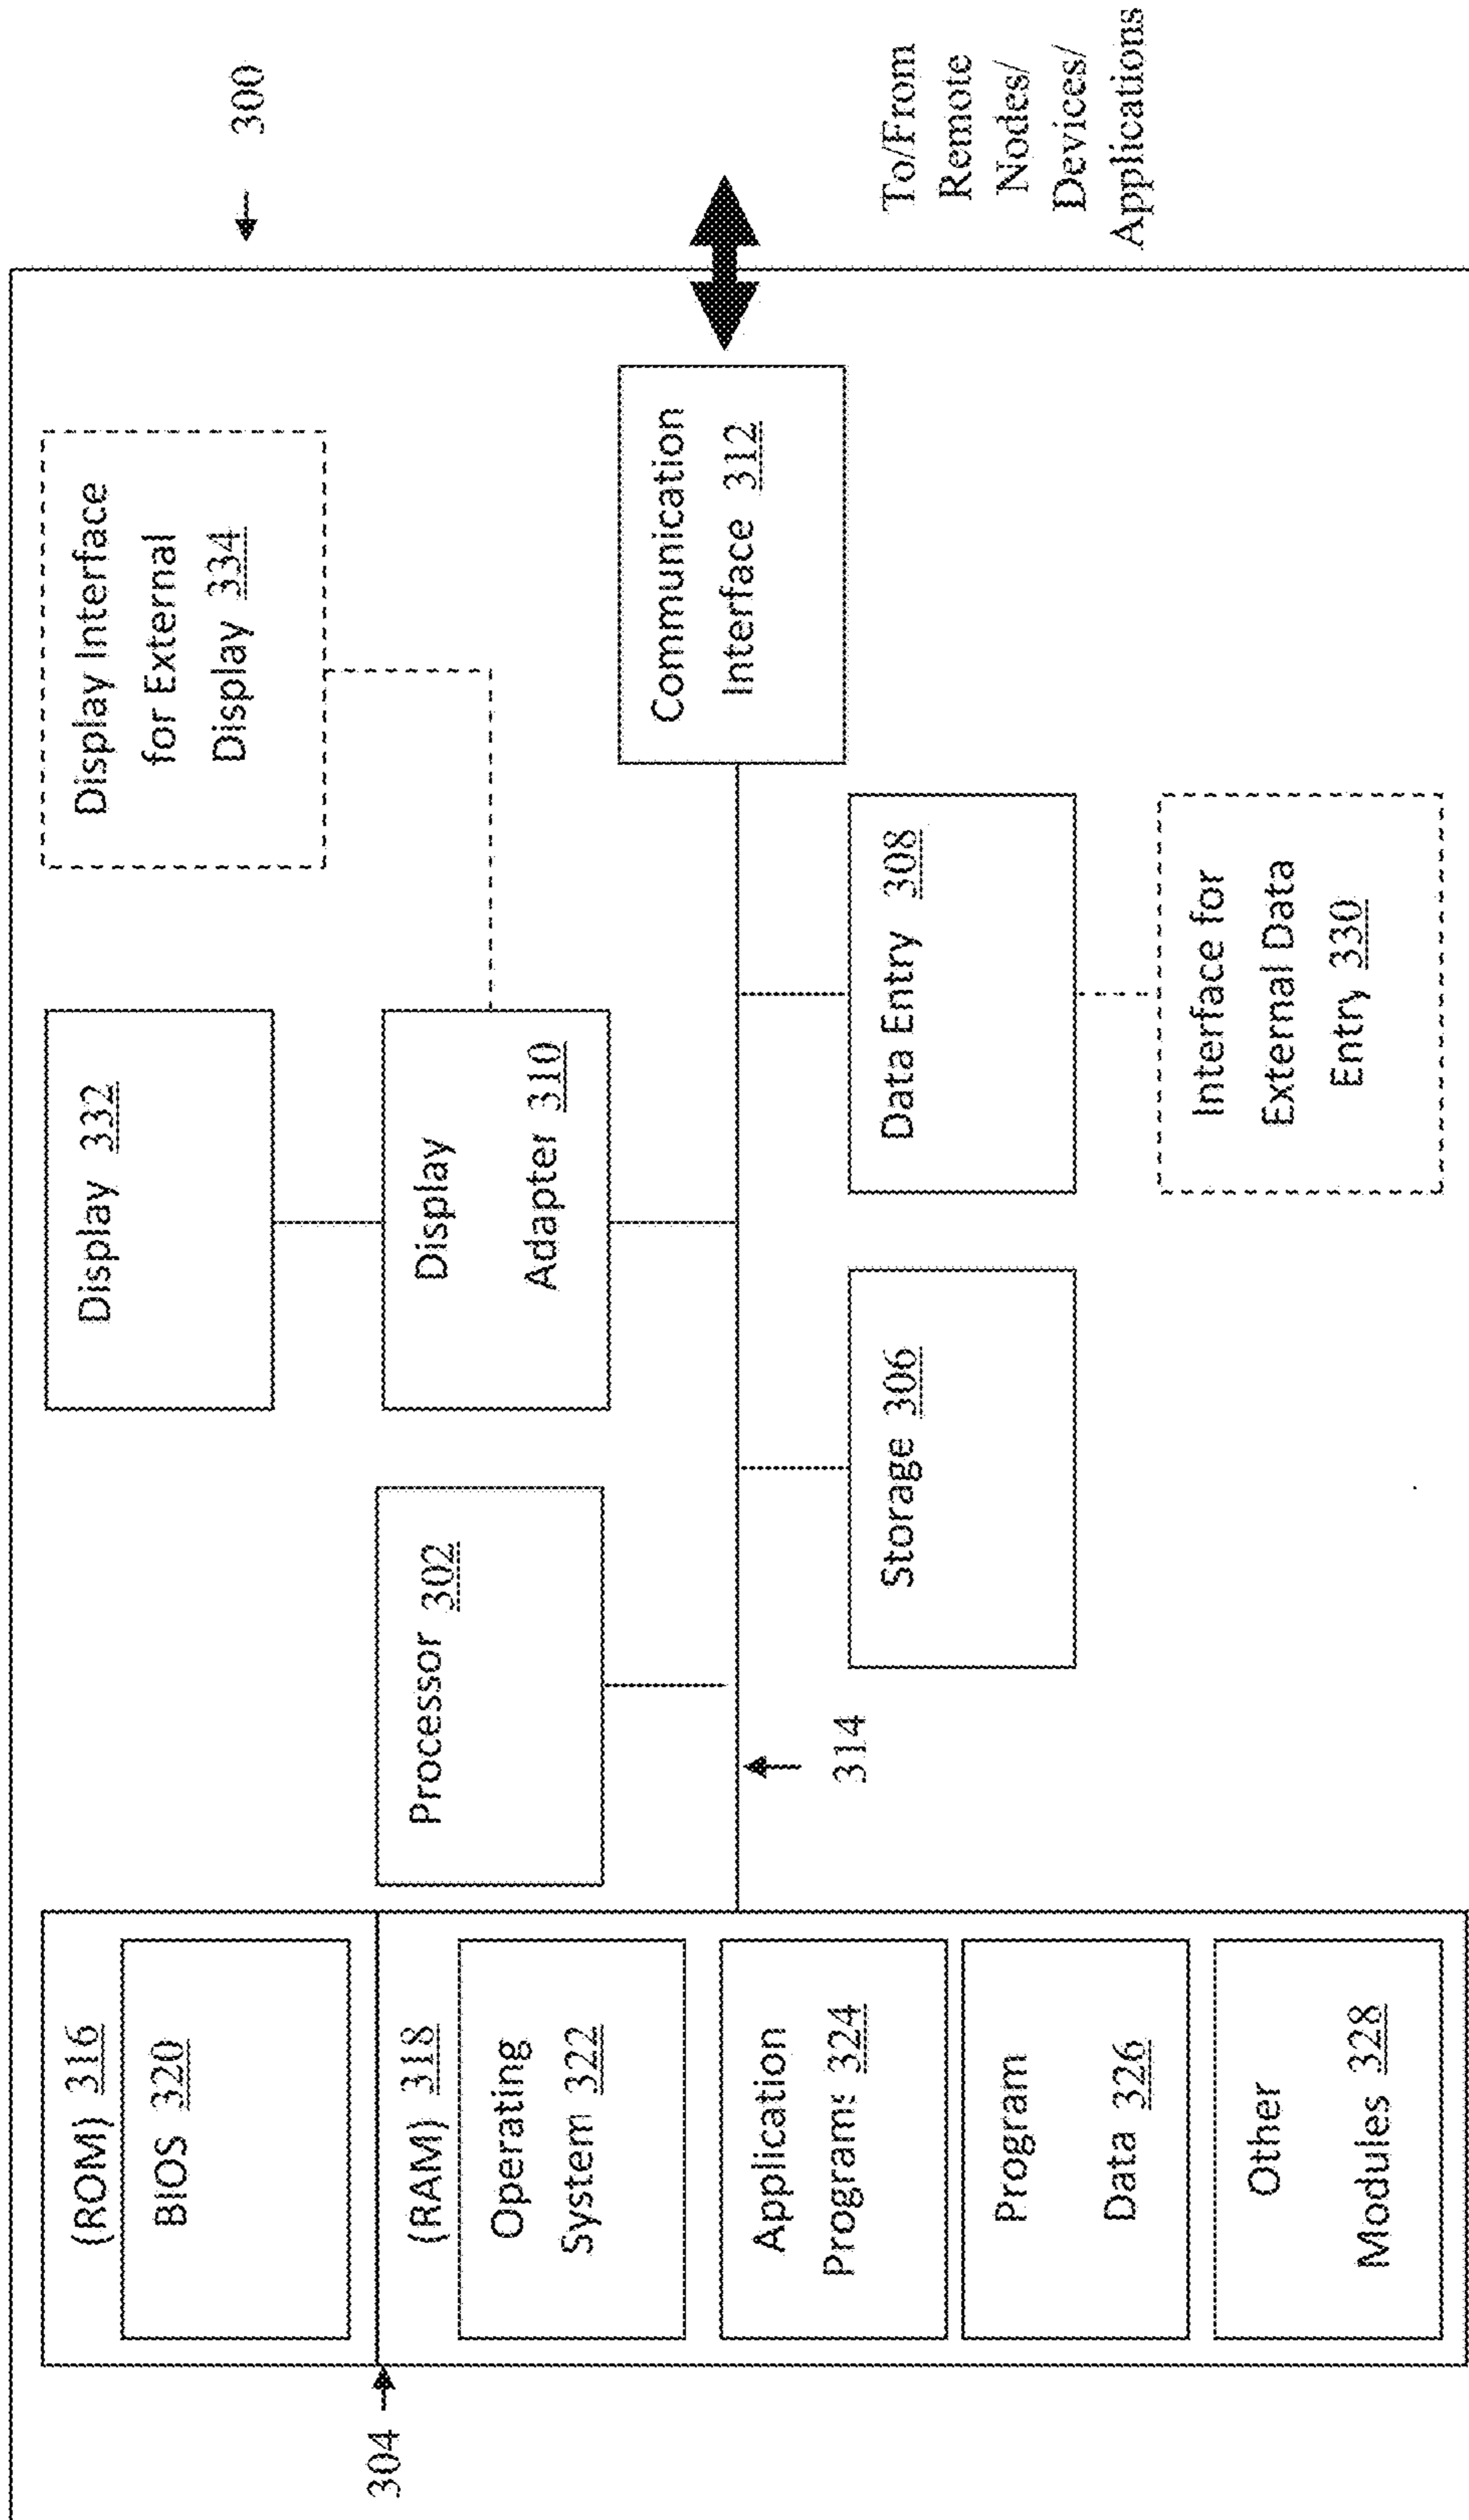 300
(ROM) 316
BIOS 320
304
(RAM) 318
Operating
System 322
Application
Programs 324
Program
Data 326
Other
Modules 328
Processor 302
314
Storage 306
Display 332
Display
Adapter 310
Data Entry 308
Interface for
External Data
Entry 330
Display Interface
for External
Display 334
Communication
Interface 312
To/From
Remote
Nodes/
Devices/
Applications